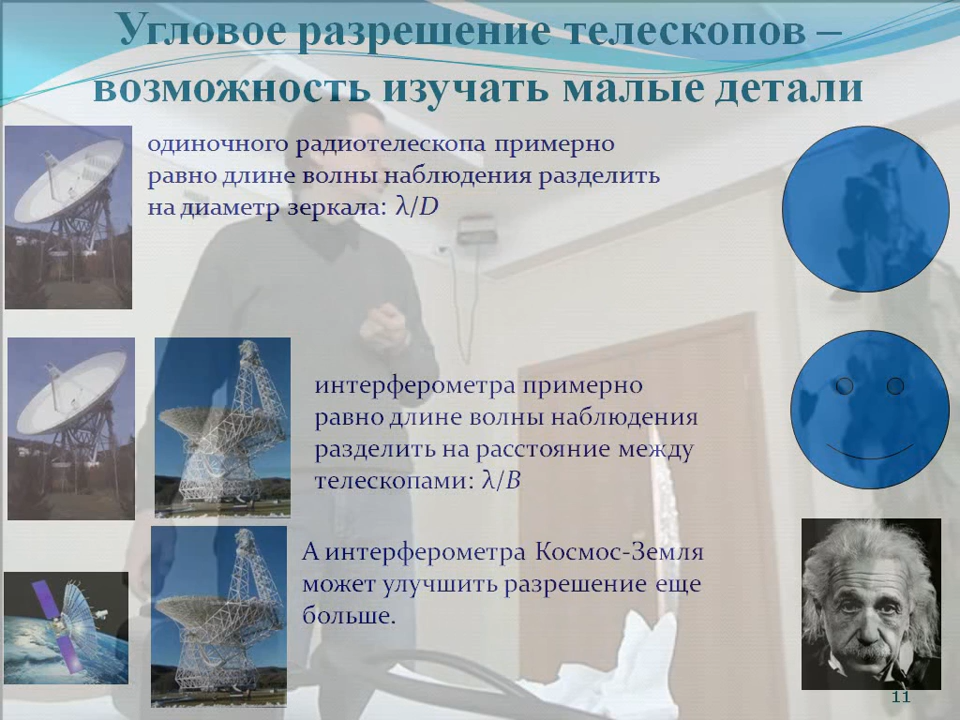 Угловое разрешение телескопов –
возможность изучать малые детали
одиночного радиотелескопа примерно
равно длине волны наблюдения разделить
на диаметр зеркала: λ/D
интерферометра примерно
равно длине волны наблюдения
разделить на расстояние между
телескопами: λ/B
А интерферометра Космос-Земля
может улучшить разрешение еще
больше.
11